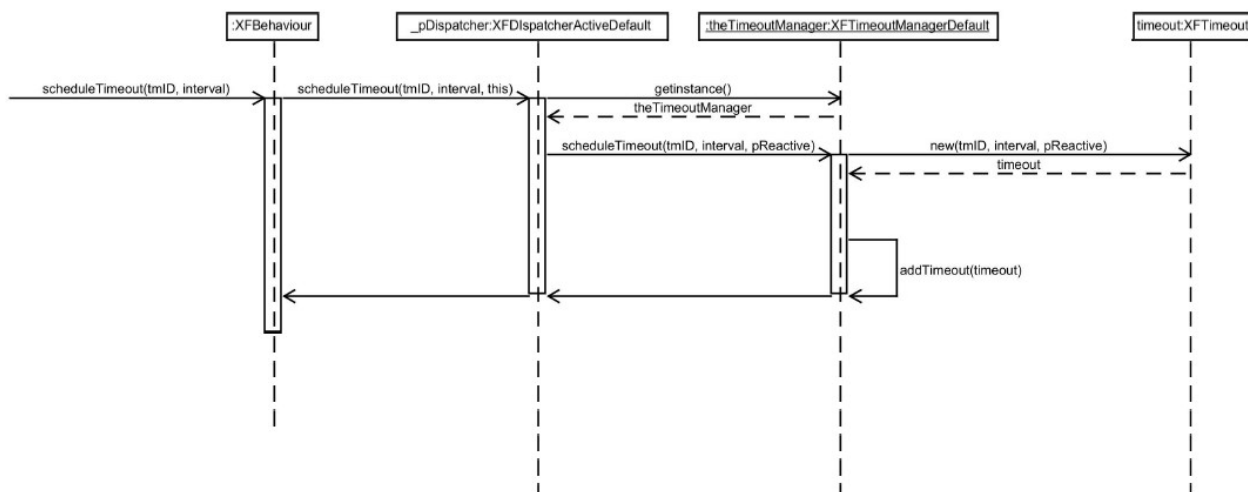 :XFBehaviour
_pDispatcher:XFDIspatcherActiveDefault
:theTimeoutManager:XFTimeoutManagerDefault
timeout:XFTimeout
scheduleTimeout(tmID, interval)
scheduleTimeout(tmID, interval, this)
getinstance()
theTimeoutManager
scheduleTimeout(tmID, interval, pReactive)
new(tmID, interval, pReactive)
timeout
addTimeout(timeout)